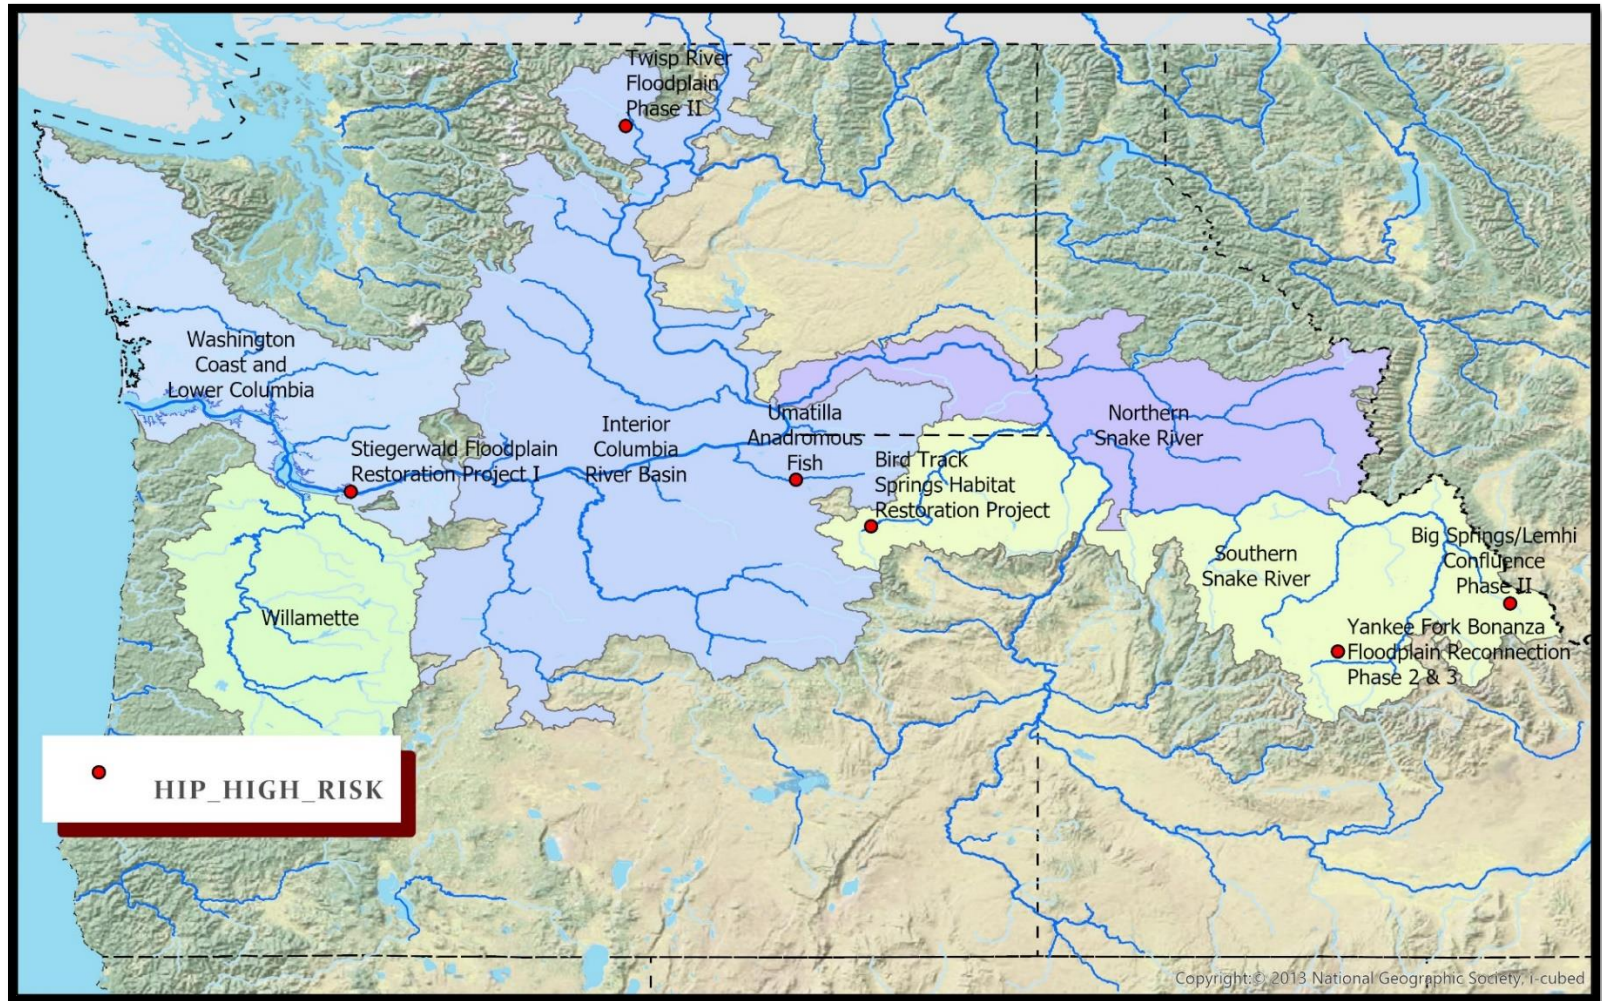 Twisp River
Floodplain
Phase II
Washington
Coast and
Lower Columbia
Stiegerwald Floodplain
Restoration Project I
Interior
Columbia
River Basin
Umatilla
Anadromous
Fish
Bird Track
Springs Habitat
Restoration Project
Northern
Snake River
Southern
Snake River
Big Springs/Lemhi
Confluence
Phase II
Yankee Fork Bonanza
Floodplain Reconnection
Phase 2 & 3
Willamette
HIP_HIGH_RISK
Copyright:© 2013 National Geographic Society, i-cubed